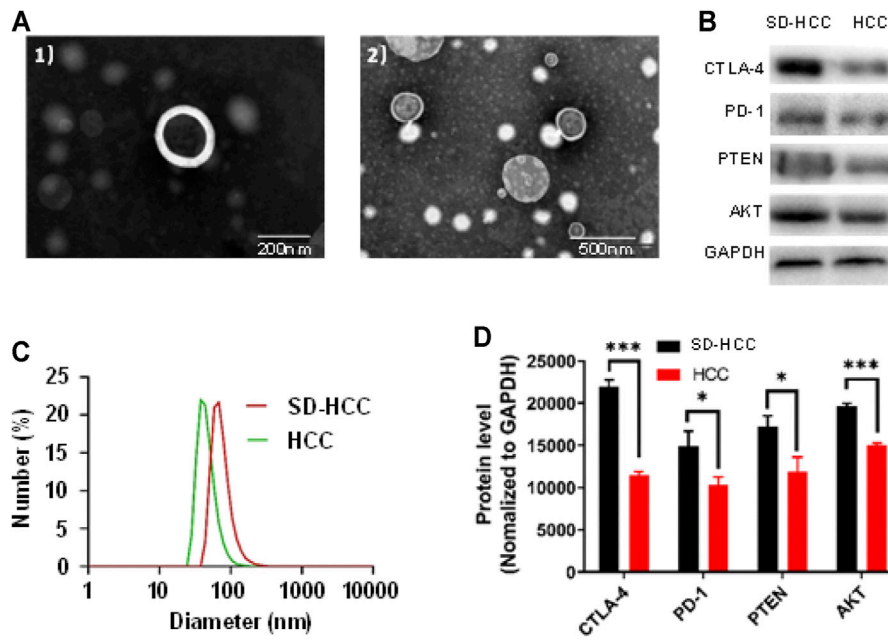 A
1)
200nm
2)
500nm
B
SD-HCC HCC
CTLA-4
PD-1
PTEN
AKT
GAPDH
C
Number (%)
25
20
15
10
5
0
1 10 100 1000 10000
Diameter (nm)
SD-HCC
HCC
D
Protein level
(Nomalized to GAPDH)
25000
20000
15000
10000
5000
0
SD-HCC
HCC
*** * * ***
CTLA-4 PD-1 PTEN AKT